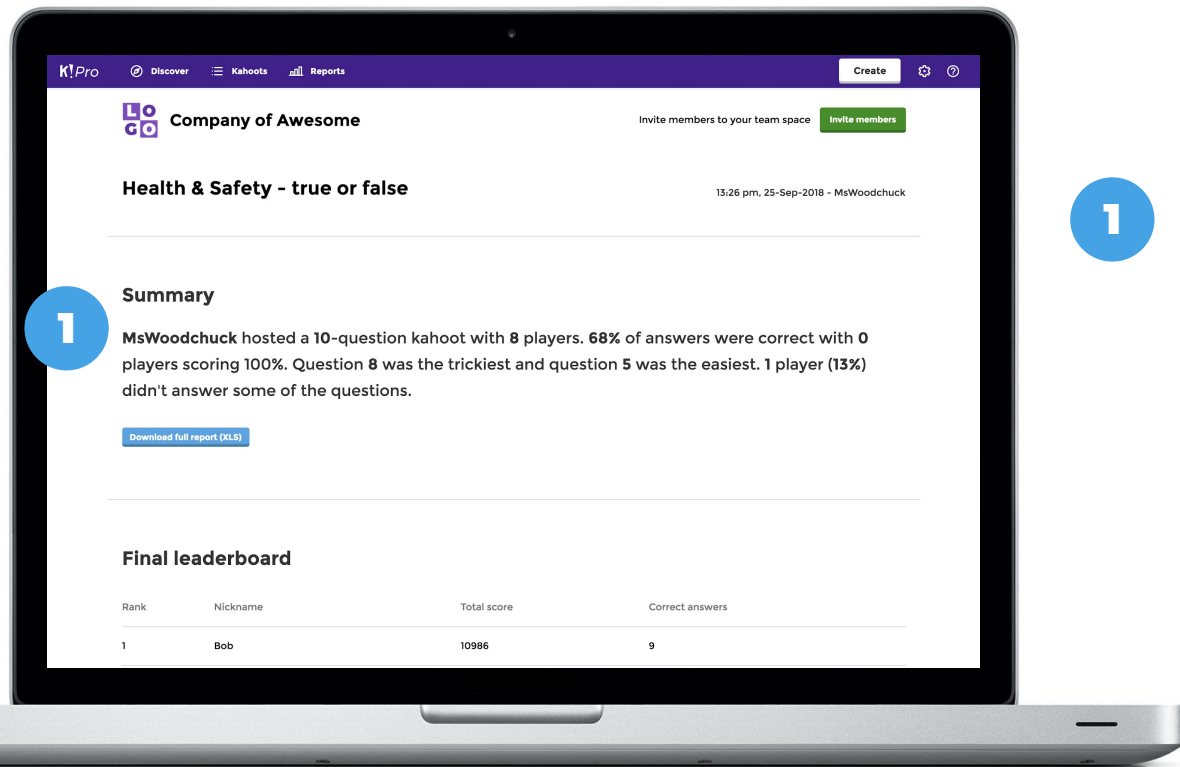 K! Pro Discover Kahoots Reports Create
LOGO Company of Awesome Invite members to your team space Invite members
Health & Safety - true or false 13:26 pm, 25-Sep-2018 - MsWoodchuck
1
Summary
1
MsWoodchuck hosted a 10-question kahoot with 8 players. 68% of answers were correct with 0
players scoring 100%. Question 8 was the trickiest and question 5 was the easiest. 1 player (13%)
didn't answer some of the questions.
Download full report (XLS)
Final leaderboard
Rank Nickname Total score Correct answers
1 Bob 10986 9